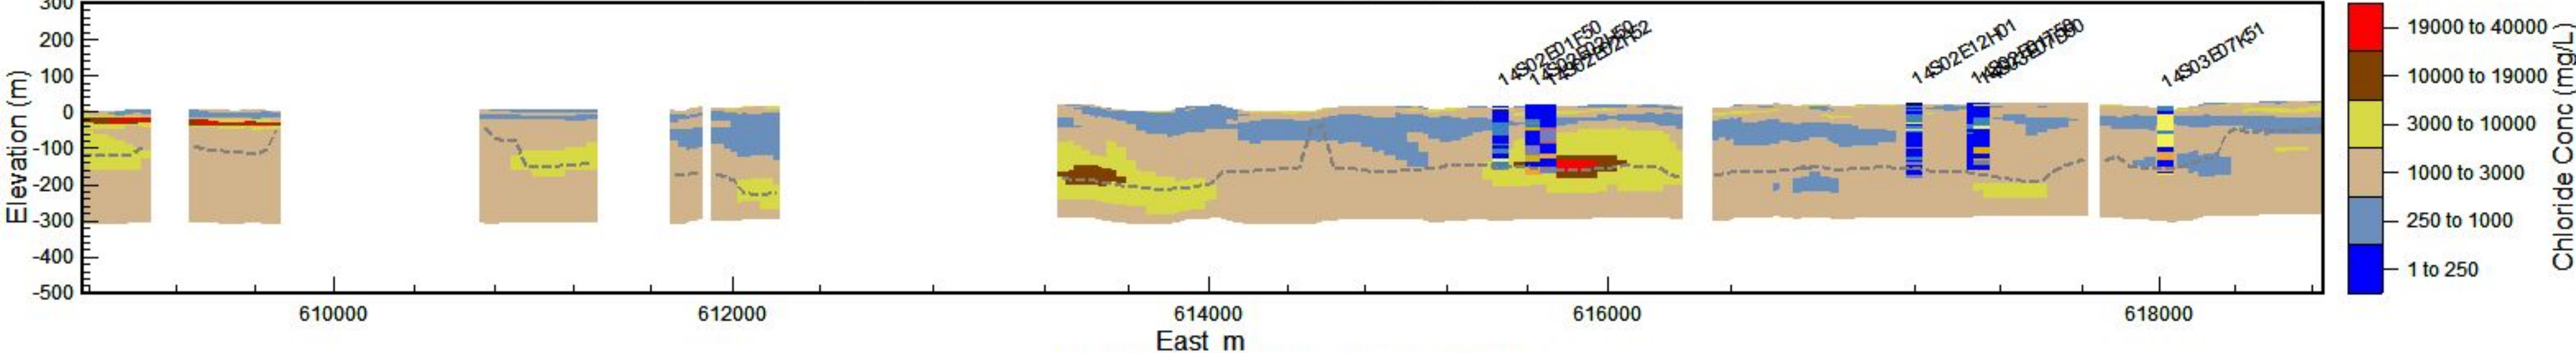 300
200
100
0
-100
-200
-300
-400
-500
Elevation (m)
610000
612000
614000
616000
618000
East m
14S02E01F50
14S02E12H01
14S03E07K51
19000 to 40000
10000 to 19000
3000 to 10000
1000 to 3000
250 to 1000
1 to 250
Chloride Conc (mg/L)